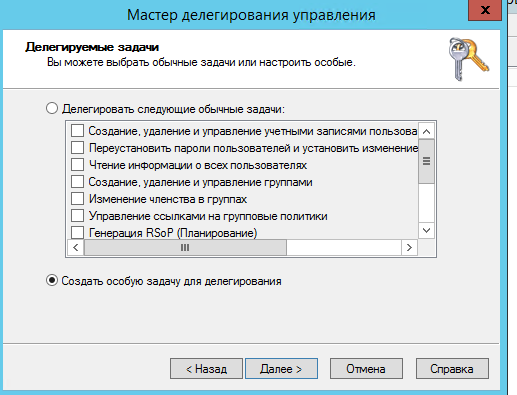 Мастер делегирования управления
x
Делегируемые задачи
Вы можете выбрать обычные задачи или настроить особые.
Делегировать следующие обычные задачи:
Создание, удаление и управление учетными записями пользова
Переустановить пароли пользователей и установить изменение
Чтение информации о всех пользователях
Создание, удаление и управление группами
Изменение членства в группах
Управление ссылками на групповые политики
Генерация RSoP (Планирование)
Создать особую задачу для делегирования
< Назад Далее > Отмена Справка